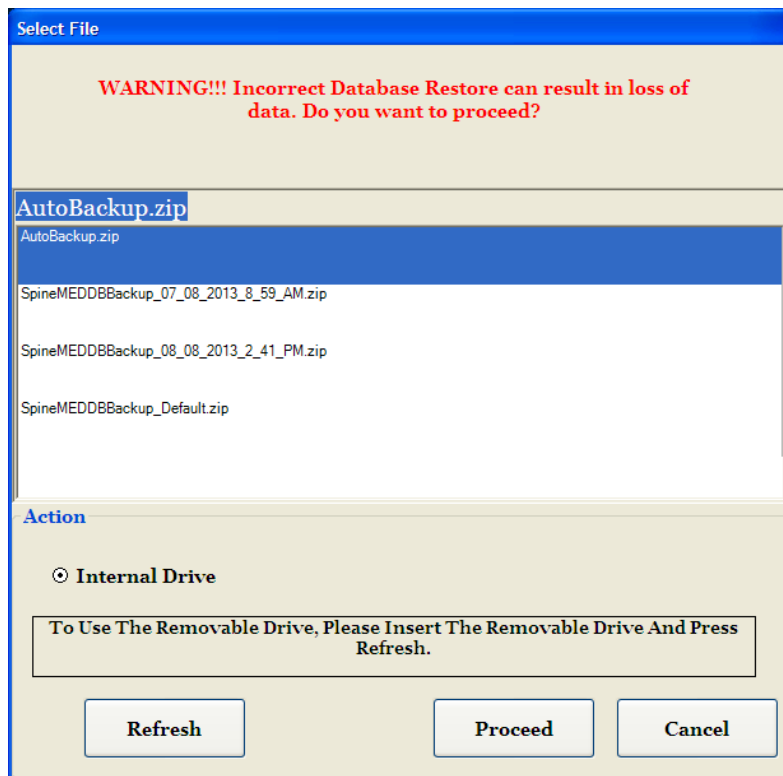 Select File
WARNING!!! Incorrect Database Restore can result in loss of
data. Do you want to proceed?
AutoBackup.zip
AutoBackup.zip
SpineMEDDBBackup_07_08_2013_8_59_AM.zip
SpineMEDDBBackup_08_08_2013_2_41_PM.zip
SpineMEDDBBackup_Default.zip
Action
Internal Drive
To Use The Removable Drive, Please Insert The Removable Drive And Press
Refresh.
Refresh Proceed Cancel